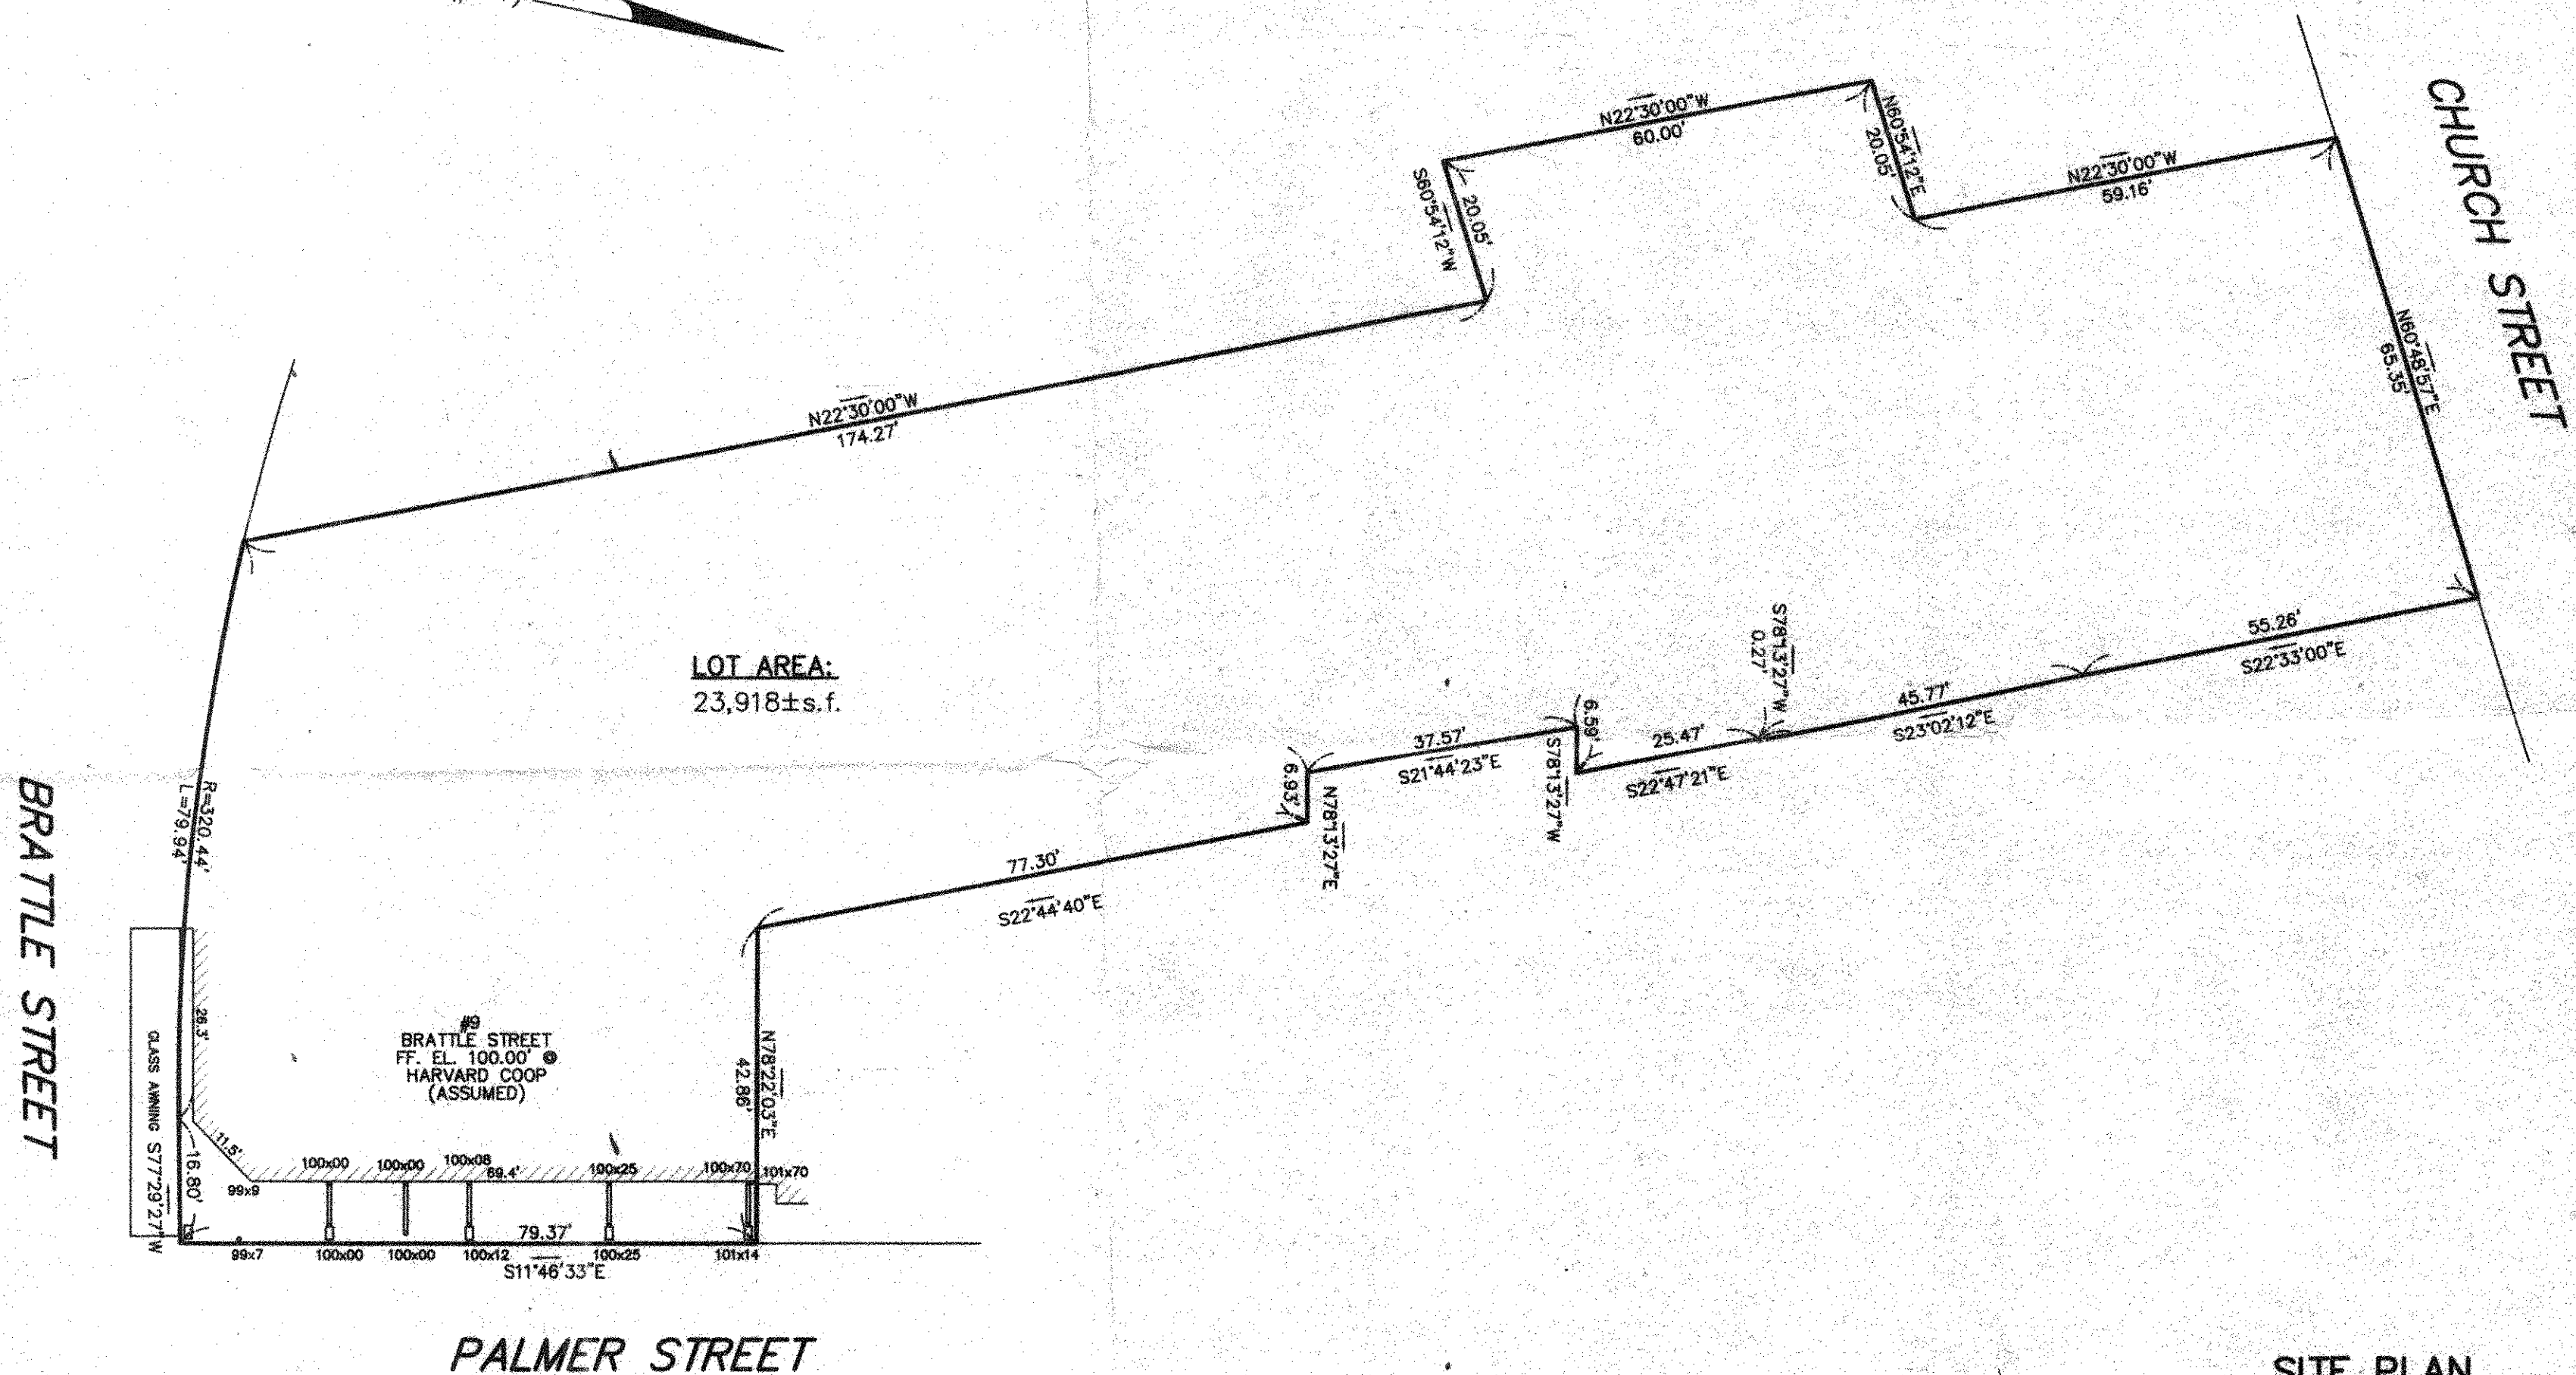 N22°30'00"W
60.00'
N60°54'12"E
20.05'
N22°30'00"W
59.16'
CHURCH STREET
S60°54'12"W
20.05'
N60°48'57"E
65.35'
N22°30'00"W
174.27'
LOT AREA:
23,918±s.f.
S78°13'27"W
0.27'
55.26'
S22°33'00"E
45.77'
S23°02'12"E
6.59'
S78°13'27"W
25.47'
S22°47'21"E
37.57'
S21°44'23"E
6.93'
N78°13'27"E
77.30'
S22°44'40"E
R=320.44'
L=79.94'
BRATTLE STREET
26.3'
#9
BRATTLE STREET
FF. EL. 100.00' @
HARVARD COOP
(ASSUMED)
N78°22'03"E
42.86'
GLASS AWNING
S77°29'27"W
16.80'
11.5'
99x9
100x00
100x00
100x08
69.4'
100x25
100x70
101x70
79.37'
99x7
100x00
100x00
100x12
100x25
101x14
S11°46'33"E
PALMER STREET
SITE PLAN